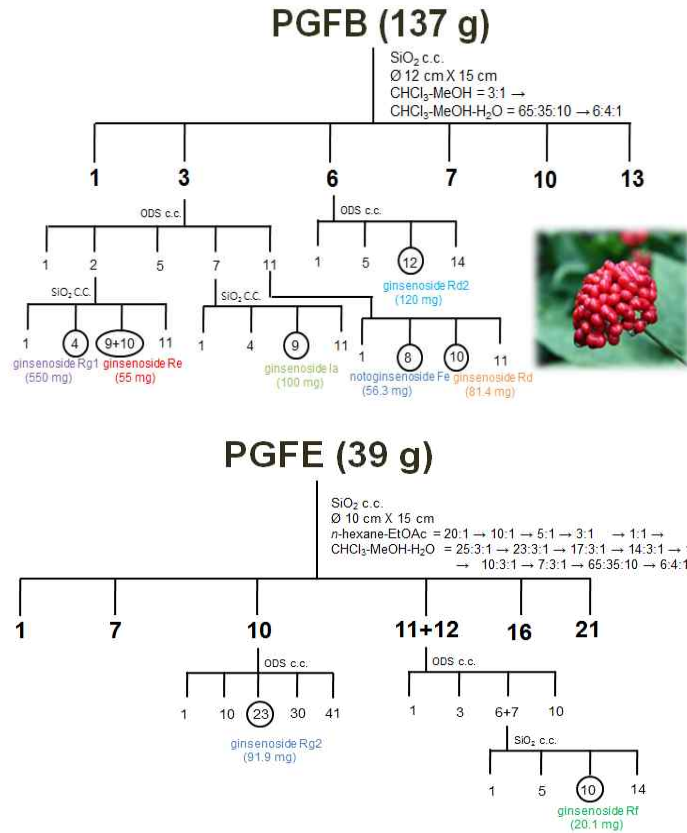 PGFB (137 g)
SiO2 c.c.
Ø 12 cm X 15 cm
CHCl3-MeOH = 3:1 →
CHCl3-MeOH-H2O = 65:35:10 → 6:4:1
1 3 6 7 10 13
ODS c.c. ODS c.c.
1 2 5 7 11 1 5 12 14
ginsenoside Rd2
(120 mg)
SiO2 C.C. SiO2 C.C.
1 4 9+10 11 1 4 9 11 1 8 10 11
ginsenoside Rg1 ginsenoside Re ginsenoside Ia notoginsenoside Fe ginsenoside Rd
(550 mg) (55 mg) (100 mg) (56.3 mg) (81.4 mg)
PGFE (39 g)
SiO2 c.c.
Ø 10 cm X 15 cm
n-hexane-EtOAc = 20:1 → 10:1 → 5:1 → 3:1 → 1:1 →
CHCl3-MeOH-H2O = 25:3:1 → 23:3:1 → 17:3:1 → 14:3:1 →
→ 10:3:1 → 7:3:1 → 65:35:10 → 6:4:1
1 7 10 11+12 16 21
ODS c.c. ODS c.c.
1 10 23 30 41 1 3 6+7 10
ginsenoside Rg2
(91.9 mg)
SiO2 c.c.
1 5 10 14
ginsenoside Rf
(20.1 mg)